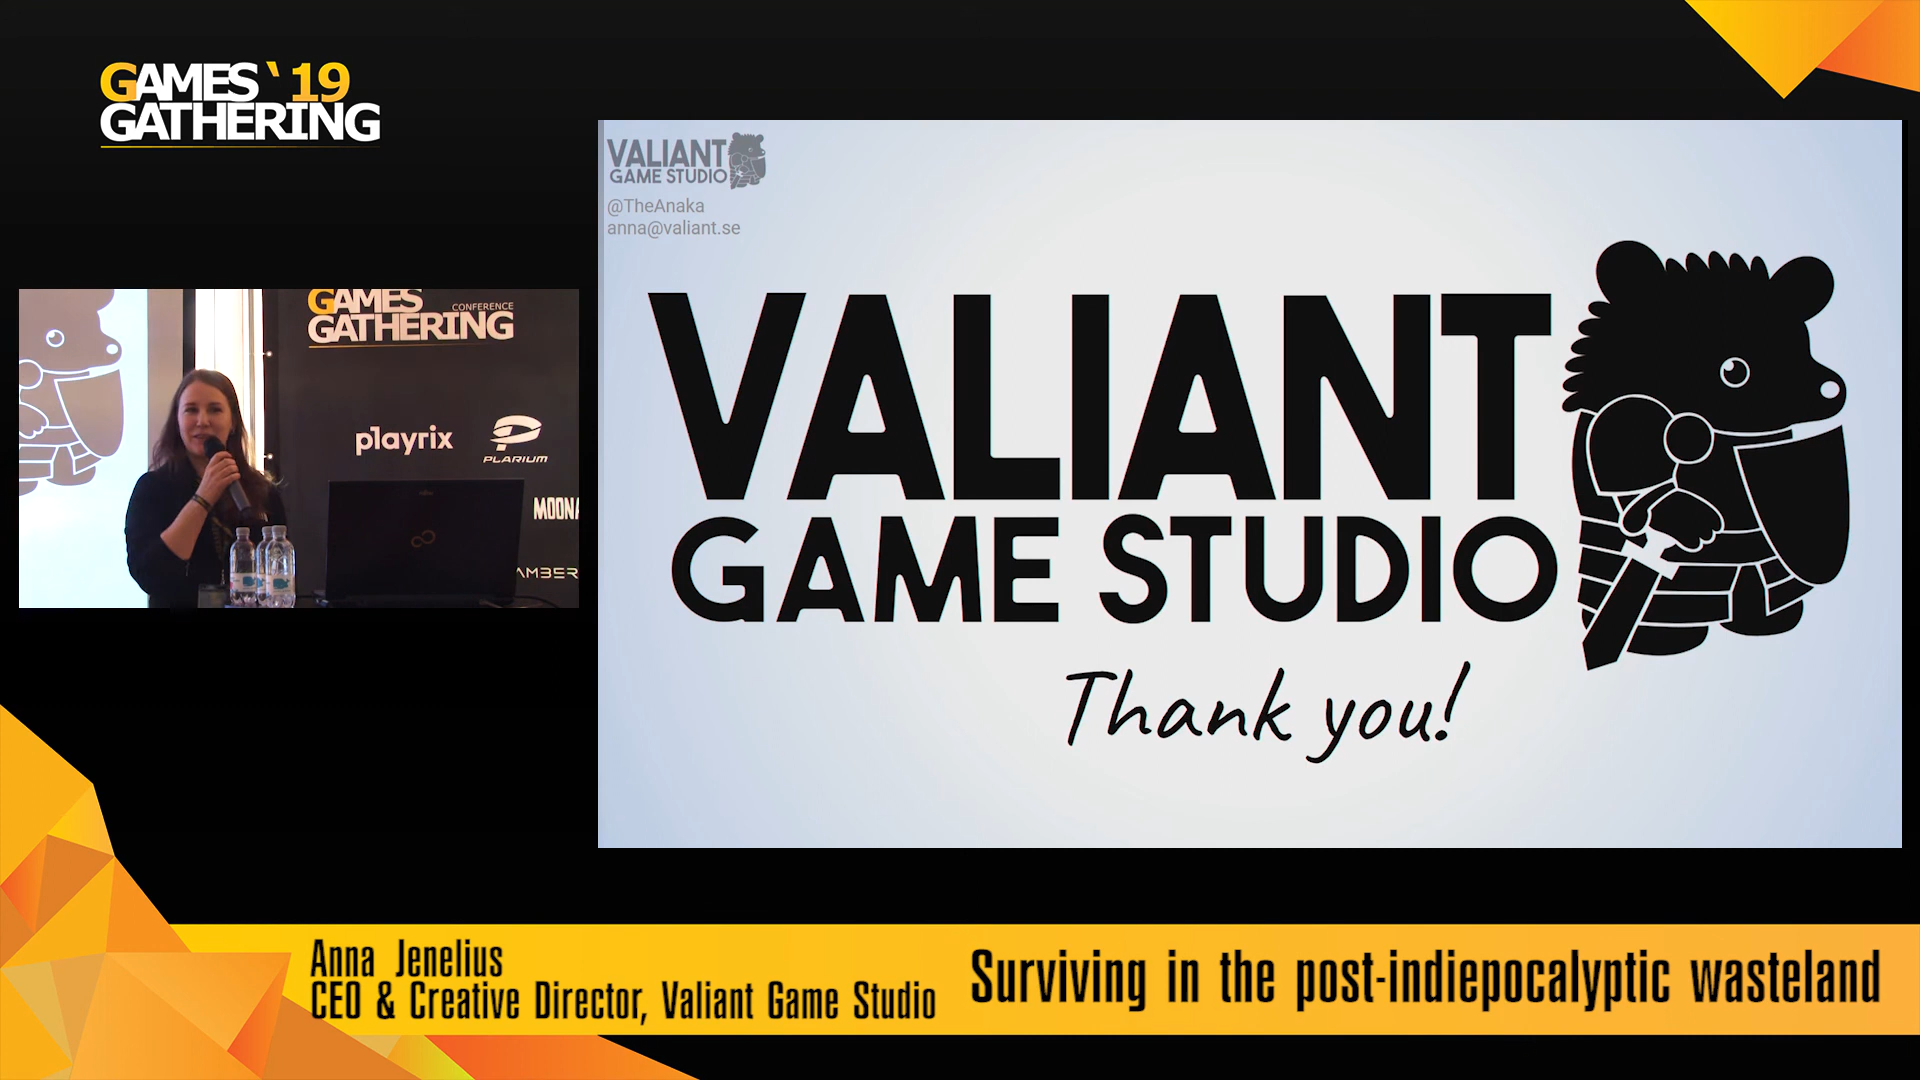 GAMES `19
GATHERING
VALIANT
GAME STUDIO
@TheAnaka
anna@valiant.se
VALIANT
GAME STUDIO
Thank you!
GAMES
CONFERENCE
GATHERING
playrix
PLARIUM
Anna Jenelius
CEO & Creative Director, Valiant Game Studio
Surviving in the post-indiepocalyptic wasteland